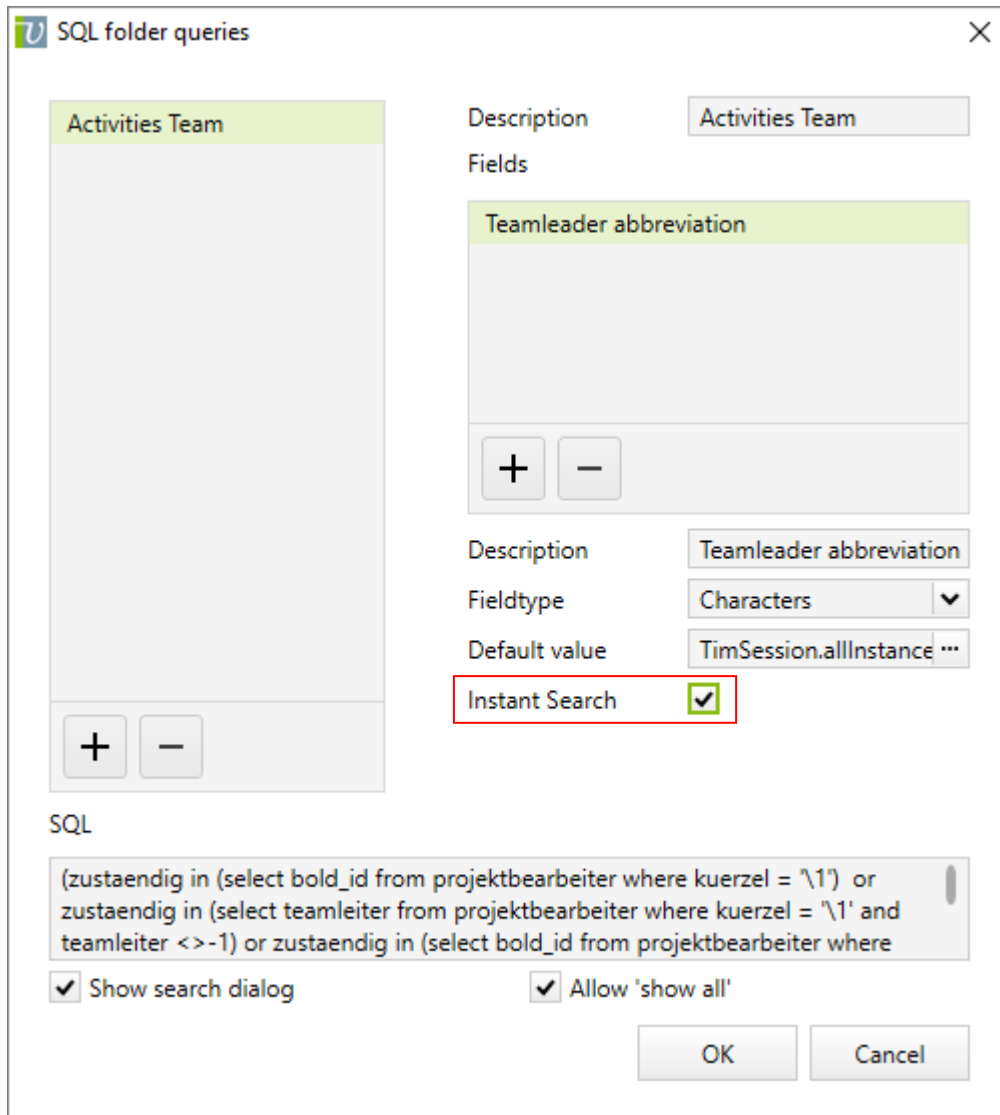 SQL folder queries
Activities Team
Description
Activities Team
Fields
Teamleader abbreviation
Description
Teamleader abbreviation
Fieldtype
Characters
Default value
TimSession.allInstance ...
Instant Search
SQL
(zustaendig in (select bold_id from projektbearbeiter where kuerzel = '\1')  or
zustaendig in (select teamleiter from projektbearbeiter where kuerzel = '\1' and
teamleiter <>-1) or zustaendig in (select bold_id from projektbearbeiter where
Show search dialog
Allow 'show all'
OK
Cancel